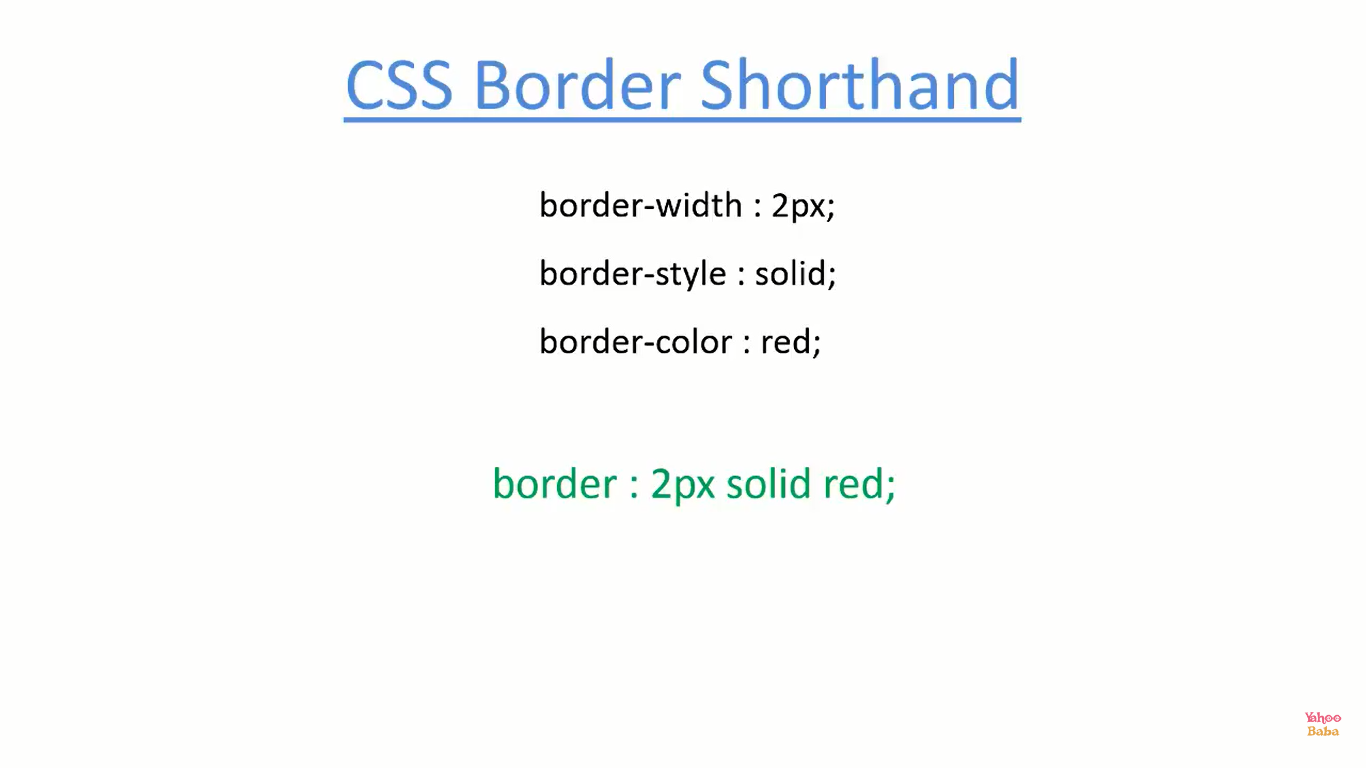 CSS Border Shorthand
border-width : 2px;
border-style : solid;
border-color : red;
border : 2px solid red;
Yahoo
Baba